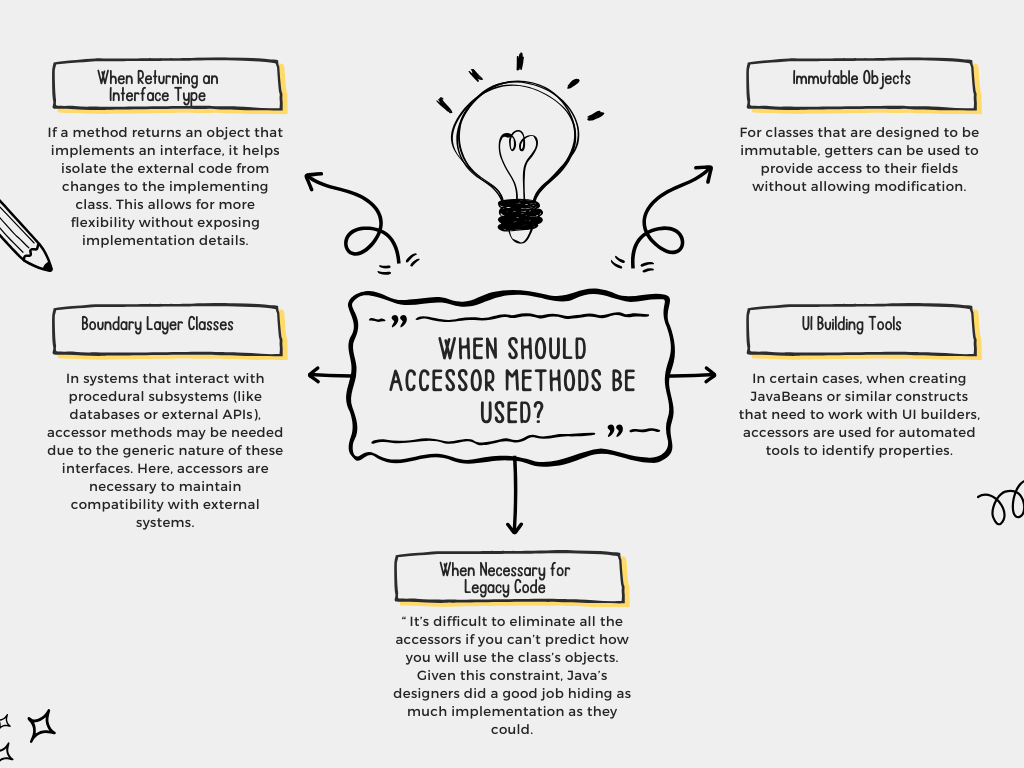 When Returning an
Interface Type
If a method returns an object that
implements an interface, it helps
isolate the external code from
changes to the implementing
class. This allows for more
flexibility without exposing
implementation details.
Immutable Objects
For classes that are designed to be
immutable, getters can be used to
provide access to their fields
without allowing modification.
”
WHEN SHOULD
ACCESSOR METHODS BE
USED?
”
Boundary Layer Classes
In systems that interact with
procedural subsystems (like
databases or external APIs),
accessor methods may be needed
due to the generic nature of these
interfaces. Here, accessors are
necessary to maintain
compatibility with external
systems.
UI Building Tools
In certain cases, when creating
JavaBeans or similar constructs
that need to work with UI builders,
accessors are used for automated
tools to identify properties.
When Necessary for
Legacy Code
“ It’s difficult to eliminate all the
accessors if you can’t predict how
you will use the class’s objects.
Given this constraint, Java’s
designers did a good job hiding as
much implementation as they
could.